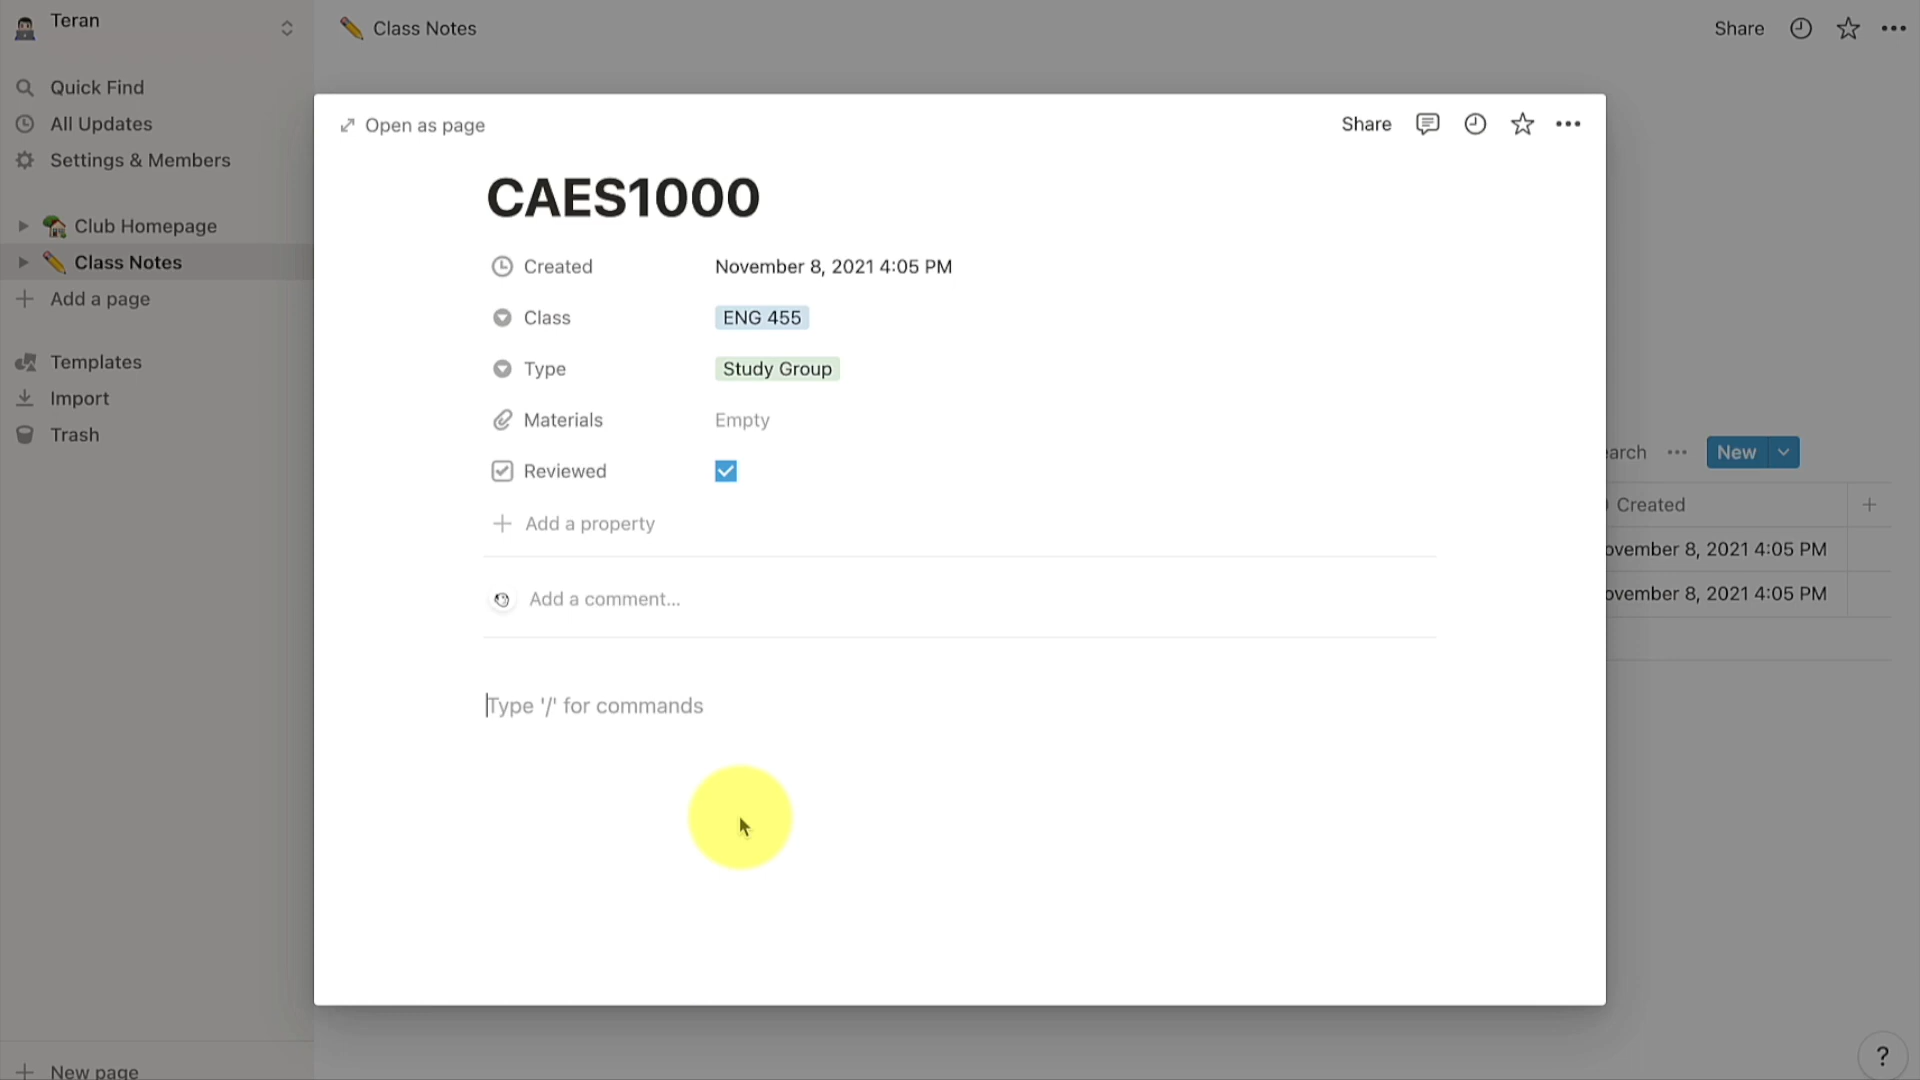 Teran
Quick Find
All Updates
Settings & Members
Club Homepage
Class Notes
Add a page
Templates
Import
Trash
New page
Class Notes
Share
Open as page
Share
CAES1000
Created November 8, 2021 4:05 PM
Class ENG 455
Type Study Group
Materials Empty
Reviewed
Add a property
Add a comment...
Type '/' for commands
earch New
Created
ovember 8, 2021 4:05 PM
ovember 8, 2021 4:05 PM
?